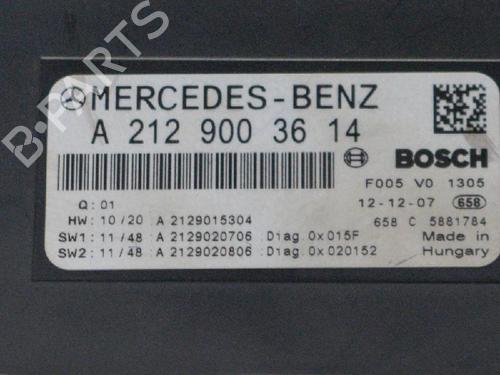 B-PARTS
MERCEDES-BENZ
A 212 900 36 14
BOSCH
Q: 01
F005 V0 1305
12-12-07 658
HW: 10/20 A 2129015304
658 C 5881784
SW1: 11/48 A 2129020706 Diag.0x015F
Made in
SW2: 11/48 A 2129020806 Diag.0x020152
Hungary